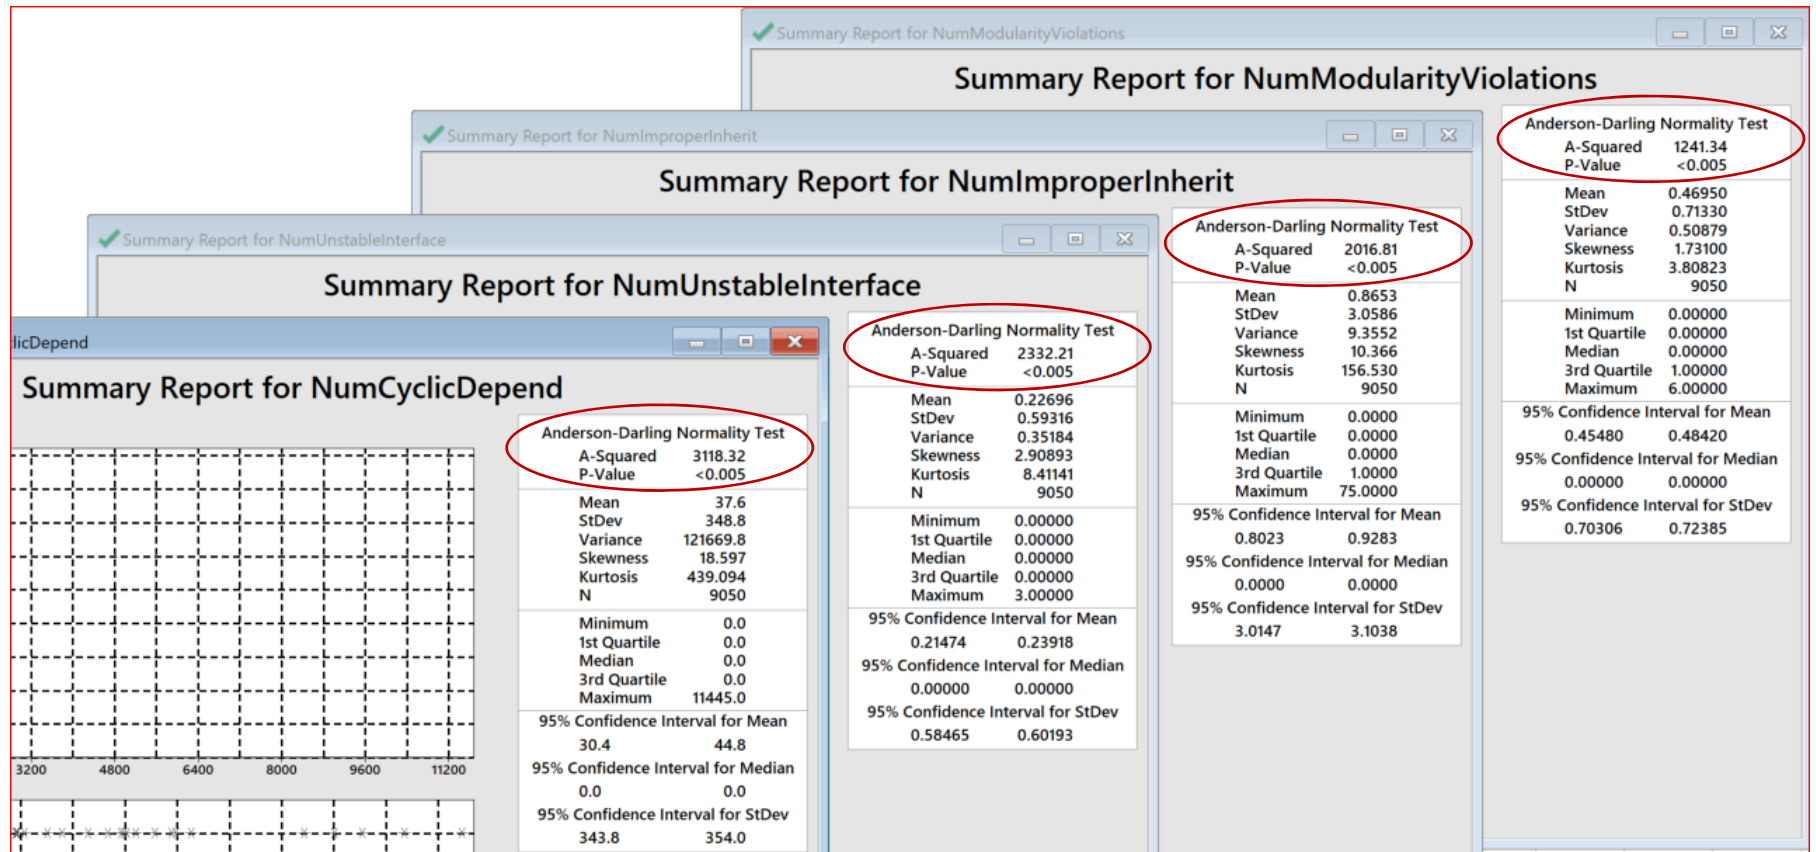 Summary Report for NumModularityViolations
Summary Report for NumModularityViolations
Anderson-Darling Normality Test
A-Squared 1241.34
P-Value <0.005
Mean 0.46950
StDev 0.71330
Variance 0.50879
Skewness 1.73100
Kurtosis 3.80823
N 9050
Minimum 0.00000
1st Quartile 0.00000
Median 0.00000
3rd Quartile 1.00000
Maximum 6.00000
95% Confidence Interval for Mean
0.45480 0.48420
95% Confidence Interval for Median
0.00000 0.00000
95% Confidence Interval for StDev
0.70306 0.72385
Summary Report for NumImproperInherit
Summary Report for NumImproperInherit
Anderson-Darling Normality Test
A-Squared 2016.81
P-Value <0.005
Mean 0.8653
StDev 3.0586
Variance 9.3552
Skewness 10.366
Kurtosis 156.530
N 9050
Minimum 0.0000
1st Quartile 0.0000
Median 0.0000
3rd Quartile 1.0000
Maximum 75.0000
95% Confidence Interval for Mean
0.8023 0.9283
95% Confidence Interval for Median
0.0000 0.0000
95% Confidence Interval for StDev
3.0147 3.1038
Summary Report for NumUnstableInterface
Summary Report for NumUnstableInterface
Anderson-Darling Normality Test
A-Squared 2332.21
P-Value <0.005
Mean 0.22696
StDev 0.59316
Variance 0.35184
Skewness 2.90893
Kurtosis 8.41141
N 9050
Minimum 0.00000
1st Quartile 0.00000
Median 0.00000
3rd Quartile 0.00000
Maximum 3.00000
95% Confidence Interval for Mean
0.21474 0.23918
95% Confidence Interval for Median
0.00000 0.00000
95% Confidence Interval for StDev
0.58465 0.60193
licDepend
Summary Report for NumCyclicDepend
Anderson-Darling Normality Test
A-Squared 3118.32
P-Value <0.005
Mean 37.6
StDev 348.8
Variance 121669.8
Skewness 18.597
Kurtosis 439.094
N 9050
Minimum 0.0
1st Quartile 0.0
Median 0.0
3rd Quartile 0.0
Maximum 11445.0
95% Confidence Interval for Mean
30.4 44.8
95% Confidence Interval for Median
0.0 0.0
95% Confidence Interval for StDev
343.8 354.0
3200 4800 6400 8000 9600 11200